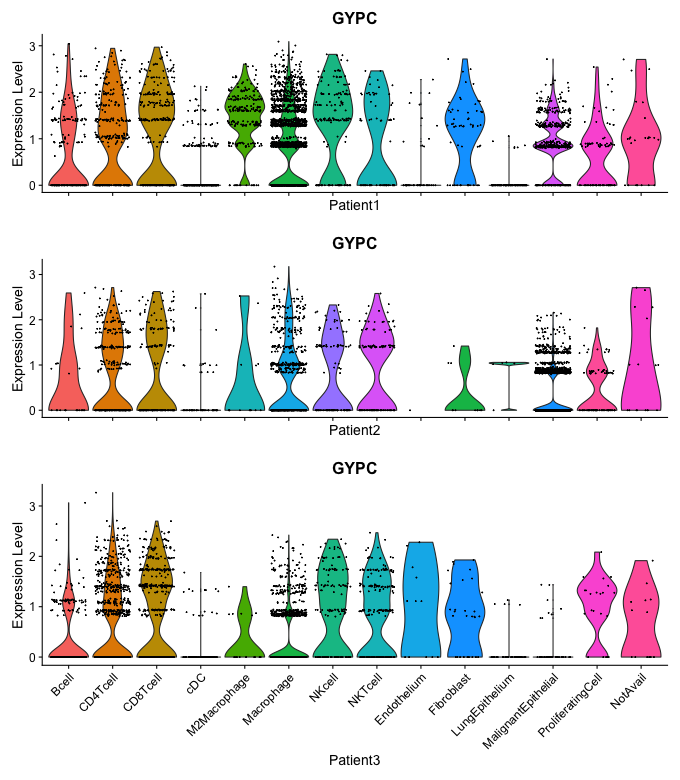 GYPC
Expression Level
3
2
1
0
Patient1
GYPC
Expression Level
3
2
1
0
Patient2
GYPC
Expression Level
3
2
1
0
Bcell
CD4Tcell
CD8Tcell
cDC
M2Macrophage
Macrophage
NKcell
NKTcell
Endothelium
Fibroblast
LungEpithelium
MalignantEpithelial
ProliferatingCell
NotAvail
Patient3